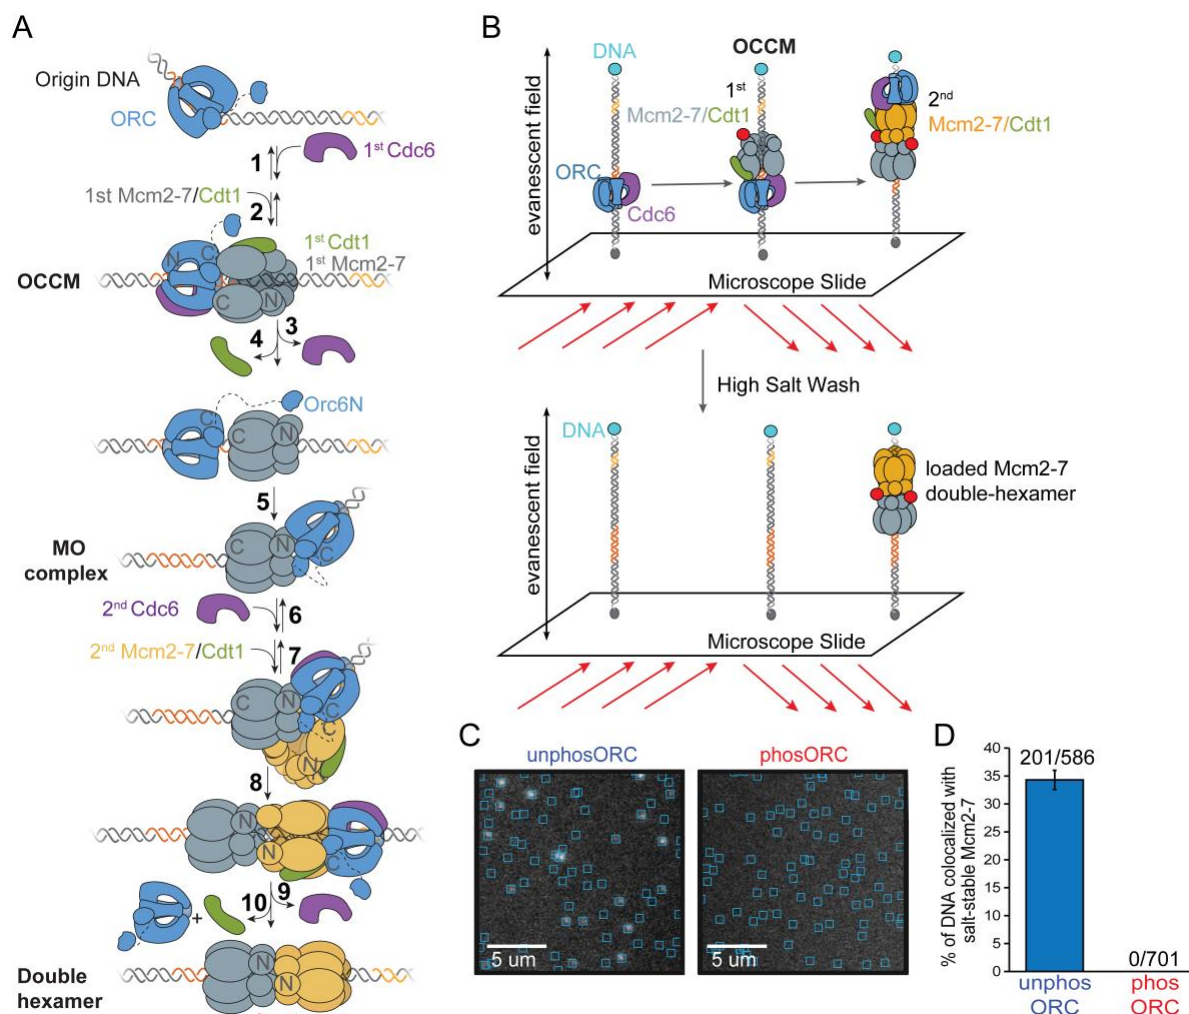 A
Origin DNA
ORC
1
1st Cdc6
1st Mcm2-7/Cdt1
2
N
C
OCCM
1st Cdt1
1st Mcm2-7
C
N
4
3
Orc6N
C
C
N
5
MO
complex
C
N
C
2nd Cdc6
6
2nd Mcm2-7/Cdt1
7
C
N
C
N
8
N
N
C
10
9
+
Double
hexamer
N
N
B
evanescent field
DNA
OCCM
1st
Mcm2-7/Cdt1
2nd
Mcm2-7/Cdt1
ORC
Cdc6
Microscope Slide
High Salt Wash
evanescent field
DNA
loaded Mcm2-7
double-hexamer
Microscope Slide
C
unphosORC
phosORC
5 um
5 um
D
% of DNA colocalized with
salt-stable Mcm2-7
40
35
30
25
20
15
10
5
0
201/586
0/701
unphos
ORC
phos
ORC